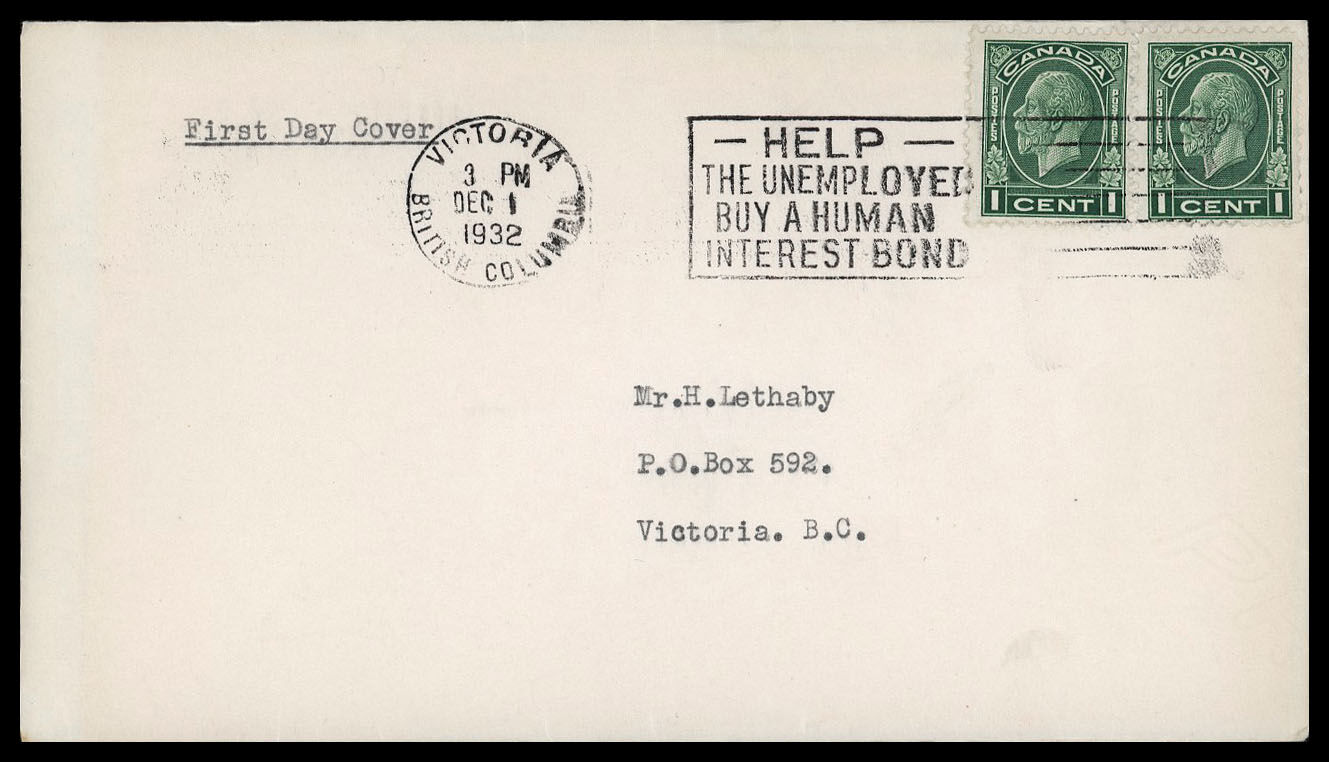 First Day Cover
VICTORIA
3 PM
DEC 1
1932
BRITISH COLUMBIA
— HELP —
THE UNEMPLOYED
BUY A HUMAN
INTEREST BOND
CANADA
POSTES
POSTAGE
1 CENT 1
CANADA
POSTES
POSTAGE
1 CENT 1
Mr.H.Lethaby
P.O.Box 592.
Victoria. B.C.